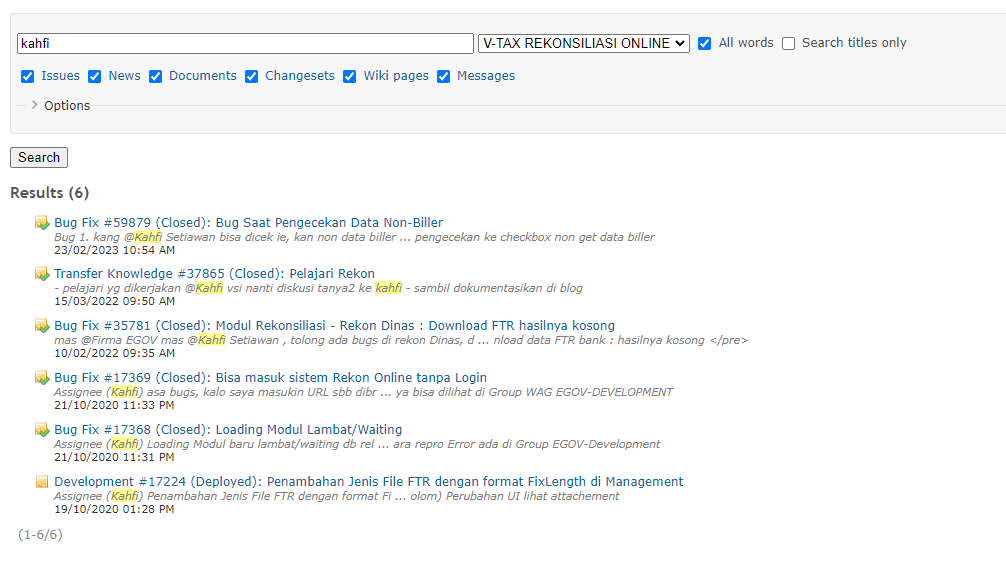 kahfi V-TAX REKONSILIASI ONLINE All words Search titles only
Issues News Documents Changesets Wiki pages Messages
Options
Search
Results (6)
Bug Fix #59879 (Closed): Bug Saat Pengecekan Data Non-Biller
Bug 1. kang @Kahfi Setiawan bisa dicek ie, kan non data biller ... pengecekan ke checkbox non get data biller
23/02/2023 10:54 AM
Transfer Knowledge #37865 (Closed): Pelajari Rekon
- pelajari yg dikerjakan @Kahfi vsi nanti diskusi tanya2 ke kahfi - sambil dokumentasikan di blog
15/03/2022 09:50 AM
Bug Fix #35781 (Closed): Modul Rekonsiliasi - Rekon Dinas : Download FTR hasilnya kosong
mas @Firma EGOV mas @Kahfi Setiawan , tolong ada bugs di rekon Dinas, d ... nload data FTR bank : hasilnya kosong </pre>
10/02/2022 09:35 AM
Bug Fix #17369 (Closed): Bisa masuk sistem Rekon Online tanpa Login
Assignee (Kahfi) asa bugs, kalo saya masukin URL sbb dibr ... ya bisa dilihat di Group WAG EGOV-DEVELOPMENT
21/10/2020 11:33 PM
Bug Fix #17368 (Closed): Loading Modul Lambat/Waiting
Assignee (Kahfi) Loading Modul baru lambat/waiting db rel ... ara repro Error ada di Group EGOV-Development
21/10/2020 11:31 PM
Development #17224 (Deployed): Penambahan Jenis File FTR dengan format FixLength di Management
Assignee (Kahfi) Penambahan Jenis File FTR dengan format Fi ... olom) Perubahan UI lihat attachement
19/10/2020 01:28 PM
(1-6/6)